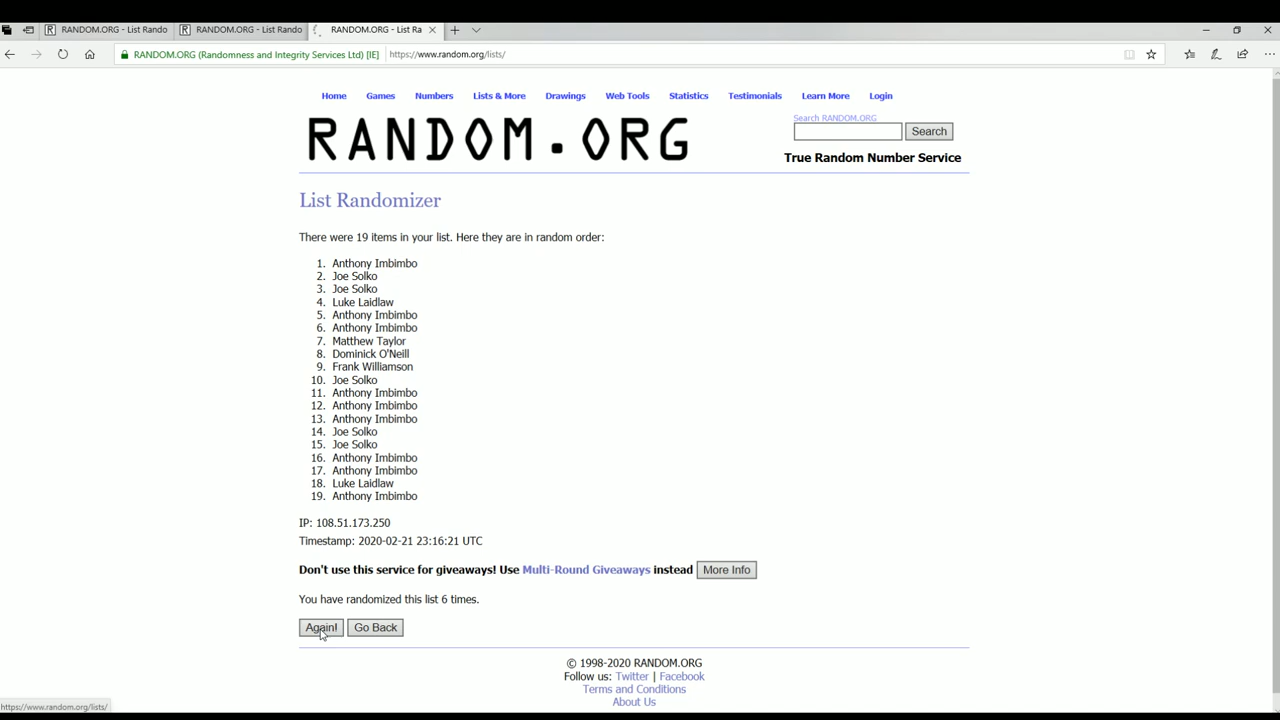 RANDOM.ORG - List Rando
RANDOM.ORG - List Rando
RANDOM.ORG - List Ra
RANDOM.ORG (Randomness and Integrity Services Ltd) [IE]
https://www.random.org/lists/
Home Games Numbers Lists & More Drawings Web Tools Statistics Testimonials Learn More Login
RANDOM.ORG
Search RANDOM.ORG
Search
True Random Number Service
List Randomizer
There were 19 items in your list. Here they are in random order:
1. Anthony Imbimbo
2. Joe Solko
3. Joe Solko
4. Luke Laidlaw
5. Anthony Imbimbo
6. Anthony Imbimbo
7. Matthew Taylor
8. Dominick O'Neill
9. Frank Williamson
10. Joe Solko
11. Anthony Imbimbo
12. Anthony Imbimbo
13. Anthony Imbimbo
14. Joe Solko
15. Joe Solko
16. Anthony Imbimbo
17. Anthony Imbimbo
18. Luke Laidlaw
19. Anthony Imbimbo
IP: 108.51.173.250
Timestamp: 2020-02-21 23:16:21 UTC
Don't use this service for giveaways! Use Multi-Round Giveaways instead More Info
You have randomized this list 6 times.
Again! Go Back
© 1998-2020 RANDOM.ORG
Follow us: Twitter | Facebook
Terms and Conditions
About Us
https://www.random.org/lists/